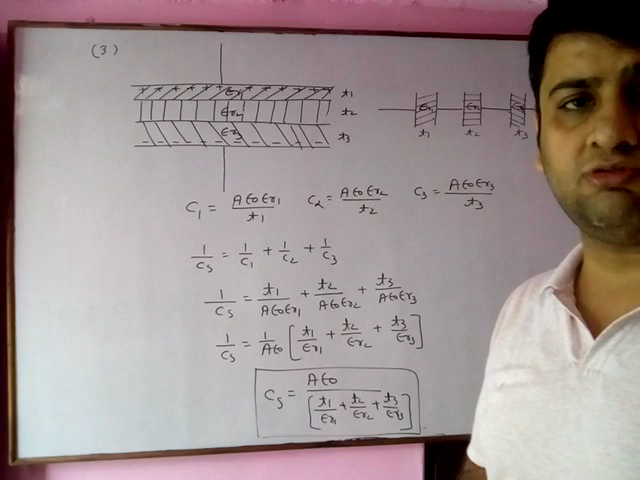 (3)
εr1 t1
εr2 t2
εr3 t3
εr1 εr2 εr3
t1 t2 t3
C1 = Aε0εr1/t1 C2 = Aε0εr2/t2 C3 = Aε0εr3/t3
1/Cs = 1/C1 + 1/C2 + 1/C3
1/Cs = t1/Aε0εr1 + t2/Aε0εr2 + t3/Aε0εr3
1/Cs = 1/Aε0 [t1/εr1 + t2/εr2 + t3/εr3]
Cs = Aε0/[t1/εr1 + t2/εr2 + t3/εr3]